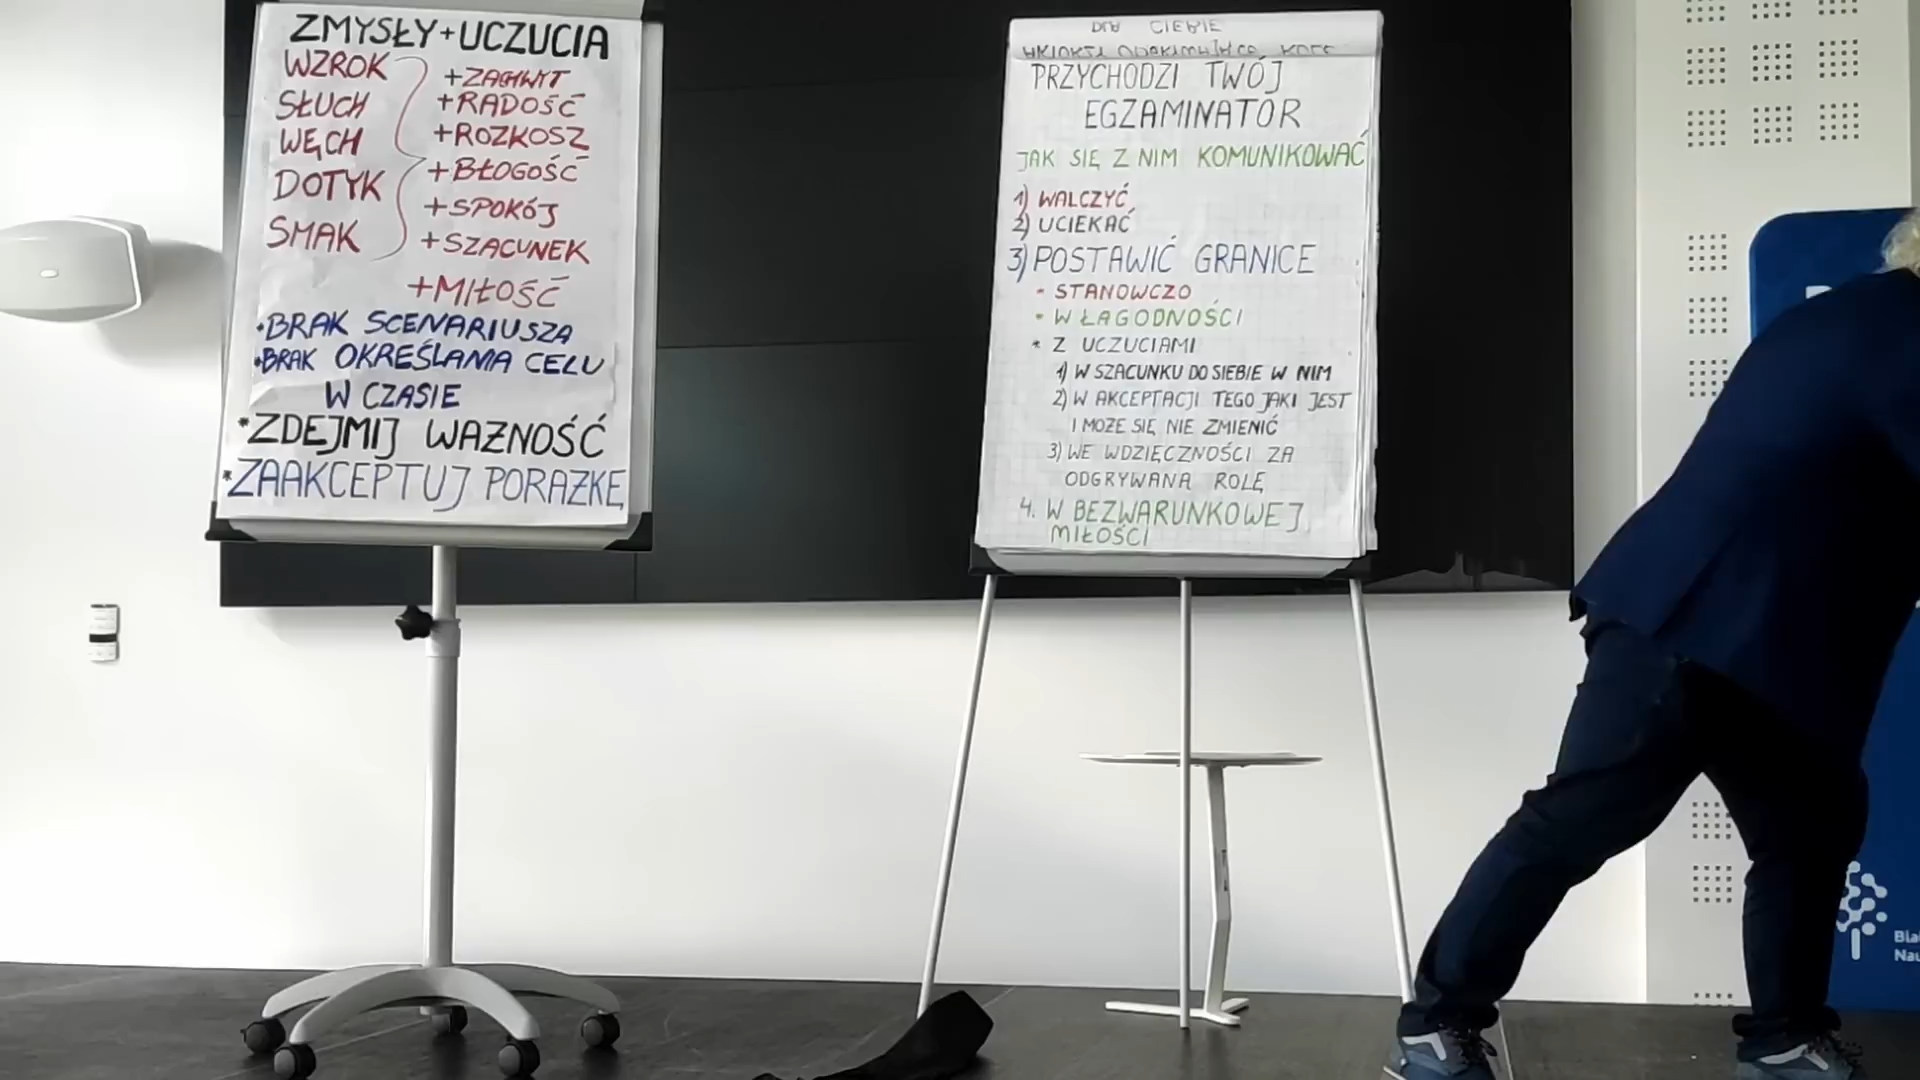 ZMYSŁY+UCZUCIA
WZROK
SŁUCH
WĘCH
DOTYK
SMAK
+ZACHWYT
+RADOŚĆ
+ROZKOSZ
+BŁOGOŚĆ
+SPOKÓJ
+SZACUNEK
+MIŁOŚĆ
•BRAK SCENARIUSZA
•BRAK OKREŚLANIA CELU
W CZASIE
*ZDEJMIJ WAŻNOŚĆ
*ZAAKCEPTUJ PORAŻKĘ
DLA CIEBIE
PRZYCHODZI TWÓJ
EGZAMINATOR
JAK SIĘ Z NIM KOMUNIKOWAĆ
1) WALCZYĆ
2) UCIEKAĆ
3) POSTAWIĆ GRANICE
- STANOWCZO
• W ŁAGODNOŚCI
* Z UCZUCIAMI
1) W SZACUNKU DO SIEBIE W NIM
2) W AKCEPTACJI TEGO JAKI JEST
I MOŻE SIĘ NIE ZMIENIĆ
3) WE WDZIĘCZNOŚCI ZA
ODGRYWANĄ ROLĘ
4. W BEZWARUNKOWEJ
MIŁOŚCI